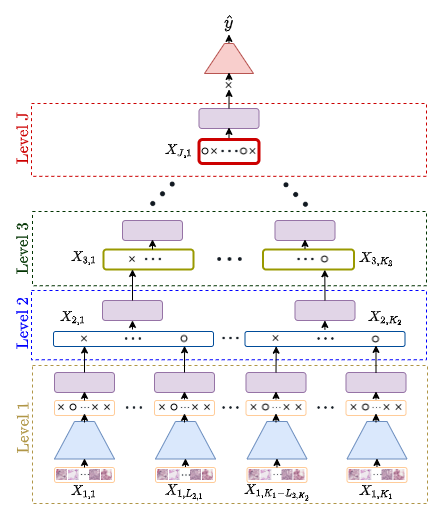 ŷ
×
Level J
X_{J,1}
○×···○×
Level 3
X_{3,1}
×···
···
···○
X_{3,K_3}
Level 2
X_{2,1}
X_{2,K_2}
× ··· ○ ··· × ··· ○
Level 1
×○···×× ··· ×○···×× ×○···×× ··· ×○···××
X_{1,1}
X_{1,L_{2,1}}
X_{1,K_1−L_{2,K_2}}
X_{1,K_1}